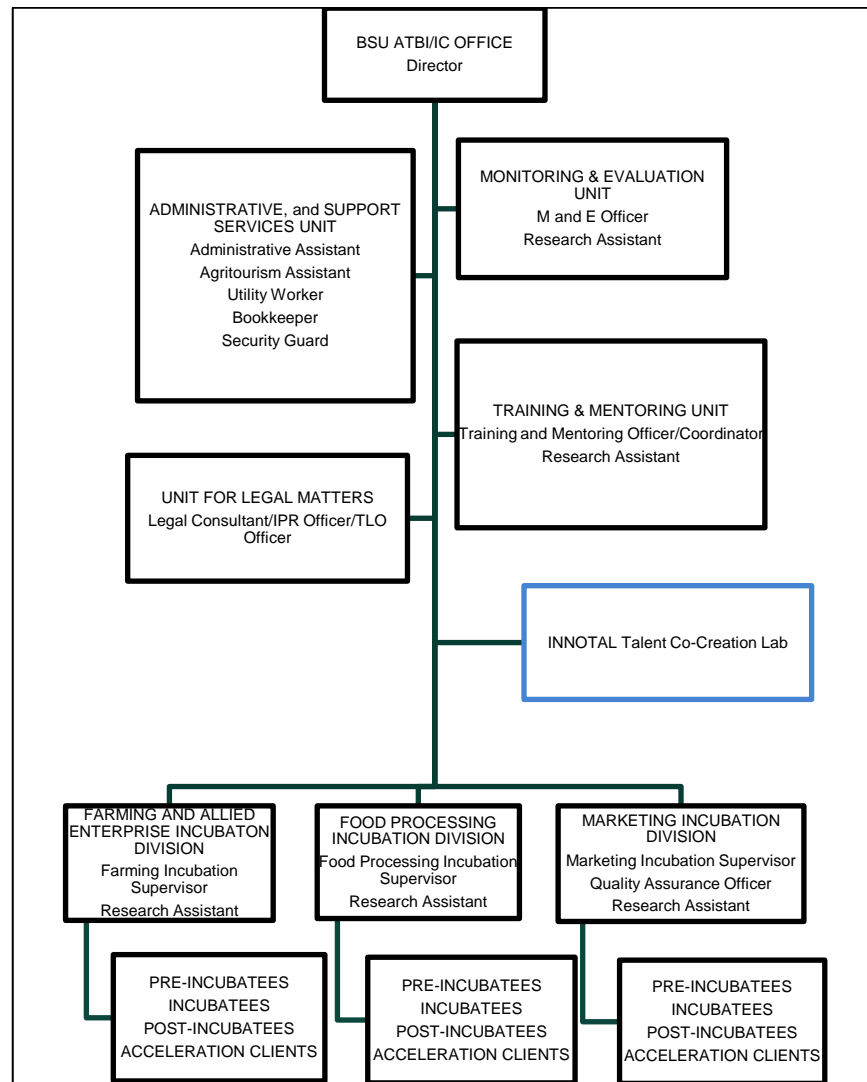 BSU ATBI/IC OFFICE
Director
MONITORING & EVALUATION
UNIT
M and E Officer
Research Assistant
ADMINISTRATIVE, and SUPPORT
SERVICES UNIT
Administrative Assistant
Agritourism Assistant
Utility Worker
Bookkeeper
Security Guard
TRAINING & MENTORING UNIT
Training and Mentoring Officer/Coordinator
Research Assistant
UNIT FOR LEGAL MATTERS
Legal Consultant/IPR Officer/TLO
Officer
INNOTAL Talent Co-Creation Lab
FARMING AND ALLIED
ENTERPRISE INCUBATON
DIVISION
Farming Incubation
Supervisor
Research Assistant
FOOD PROCESSING
INCUBATION DIVISION
Food Processing Incubation
Supervisor
Research Assistant
MARKETING INCUBATION
DIVISION
Marketing Incubation Supervisor
Quality Assurance Officer
Research Assistant
PRE-INCUBATEES
INCUBATEES
POST-INCUBATEES
ACCELERATION CLIENTS
PRE-INCUBATEES
INCUBATEES
POST-INCUBATEES
ACCELERATION CLIENTS
PRE-INCUBATEES
INCUBATEES
POST-INCUBATEES
ACCELERATION CLIENTS